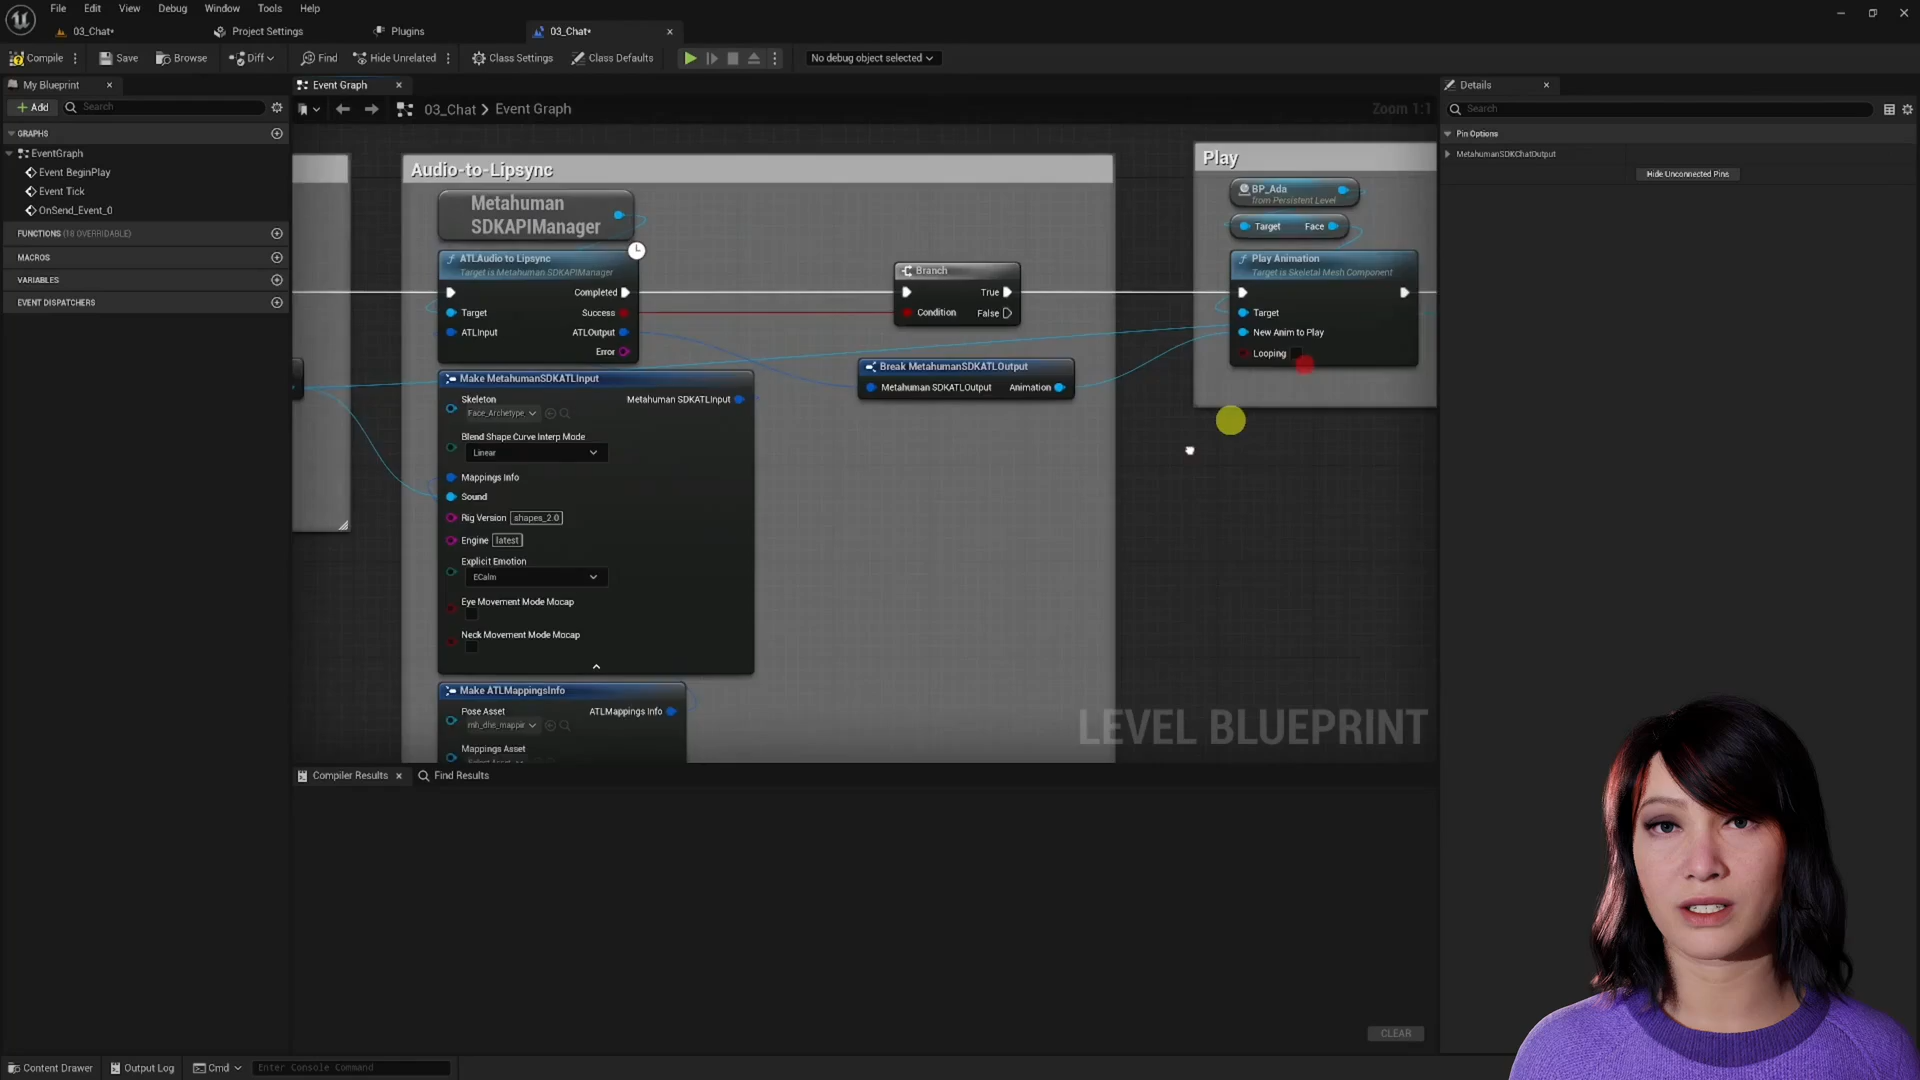 File Edit View Asset Debug Window Tools Help
03_Chat*
Project Settings
Plugins
03_Chat*
Compile
Save
Browse
Diff
Find
Hide Unrelated
Class Settings
Class Defaults
No debug object selected
My Blueprint
Event Graph
Details
Add
Search
03_Chat > Event Graph
Zoom 1:1
Search
GRAPHS
EventGraph
Event BeginPlay
Event Tick
OnSend_Event_0
FUNCTIONS (18 OVERRIDABLE)
MACROS
VARIABLES
EVENT DISPATCHERS
Audio-to-Lipsync
Metahuman
SDKAPIManager
ATLAudio to Lipsync
Target is Metahuman SDKAPIManager
Completed
Target
Success
ATLInput
ATLOutput
Error
Make MetahumanSDKATLInput
Skeleton
Metahuman SDKATLInput
Face_Archetype
Blend Shape Curve Interp Mode
Linear
Mappings Info
Sound
Rig Version shapes_2.0
Engine latest
Explicit Emotion
ECalm
Eye Movement Mode Mocap
Neck Movement Mode Mocap
Make ATLMappingsInfo
Pose Asset
ATLMappings Info
mh_dhs_mappir
Mappings Asset
Branch
True
Condition
False
Break MetahumanSDKATLOutput
Metahuman SDKATLOutput
Animation
Play
BP_Ada
from Persistent Level
Target
Face
Play Animation
Target is Skeletal Mesh Component
Target
New Anim to Play
Looping
LEVEL BLUEPRINT
Pin Options
MetahumanSDKChatOutput
Hide Unconnected Pins
Compiler Results
Find Results
CLEAR
Content Drawer
Output Log
Cmd
Enter Console Command